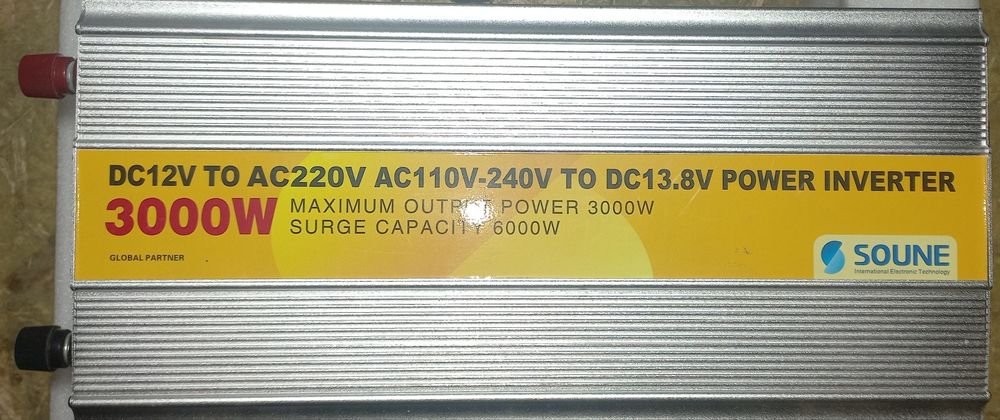 DC12V TO AC220V AC110V-240V TO DC13.8V POWER INVERTER
3000W
MAXIMUM OUTPUT POWER 3000W
SURGE CAPACITY 6000W
GLOBAL PARTNER
SOUNE
International Electronic Technology